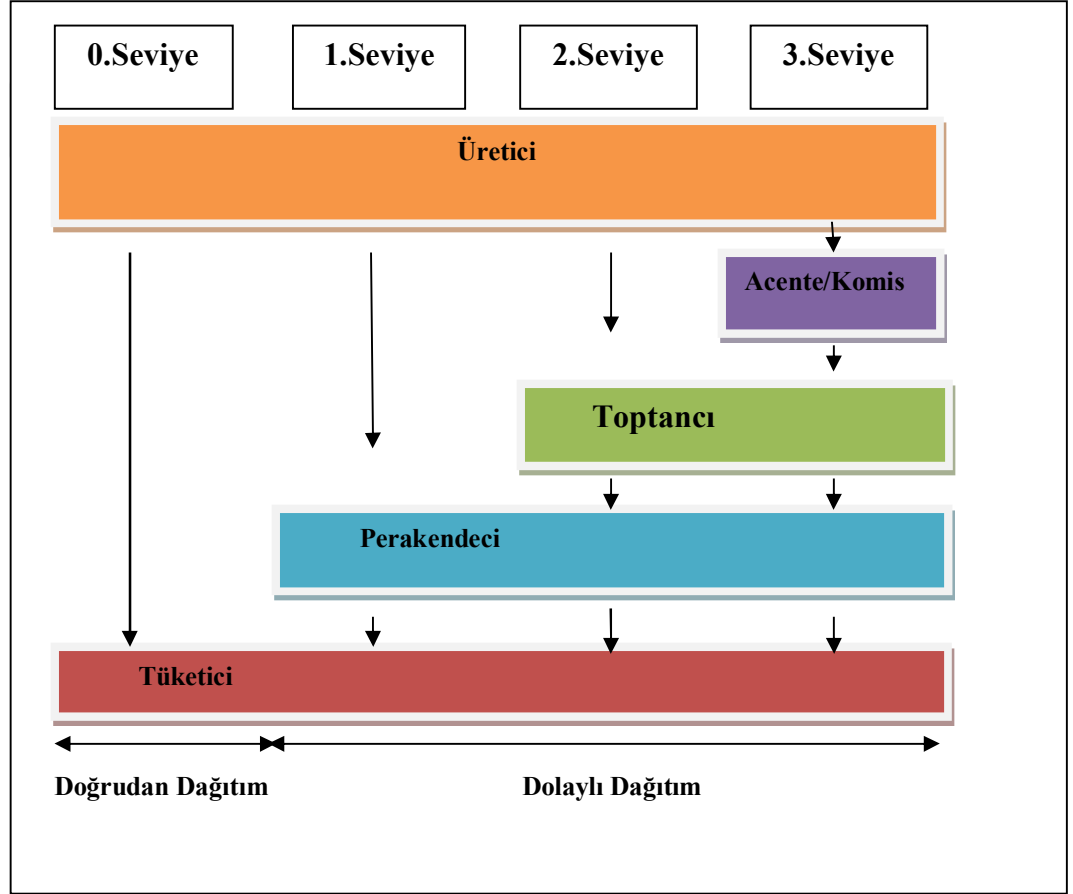 0.Seviye
1.Seviye
2.Seviye
3.Seviye
Üretici
Acente/Komis
Toptancı
Perakendeci
Tüketici
Doğrudan Dağıtım
Dolaylı Dağıtım